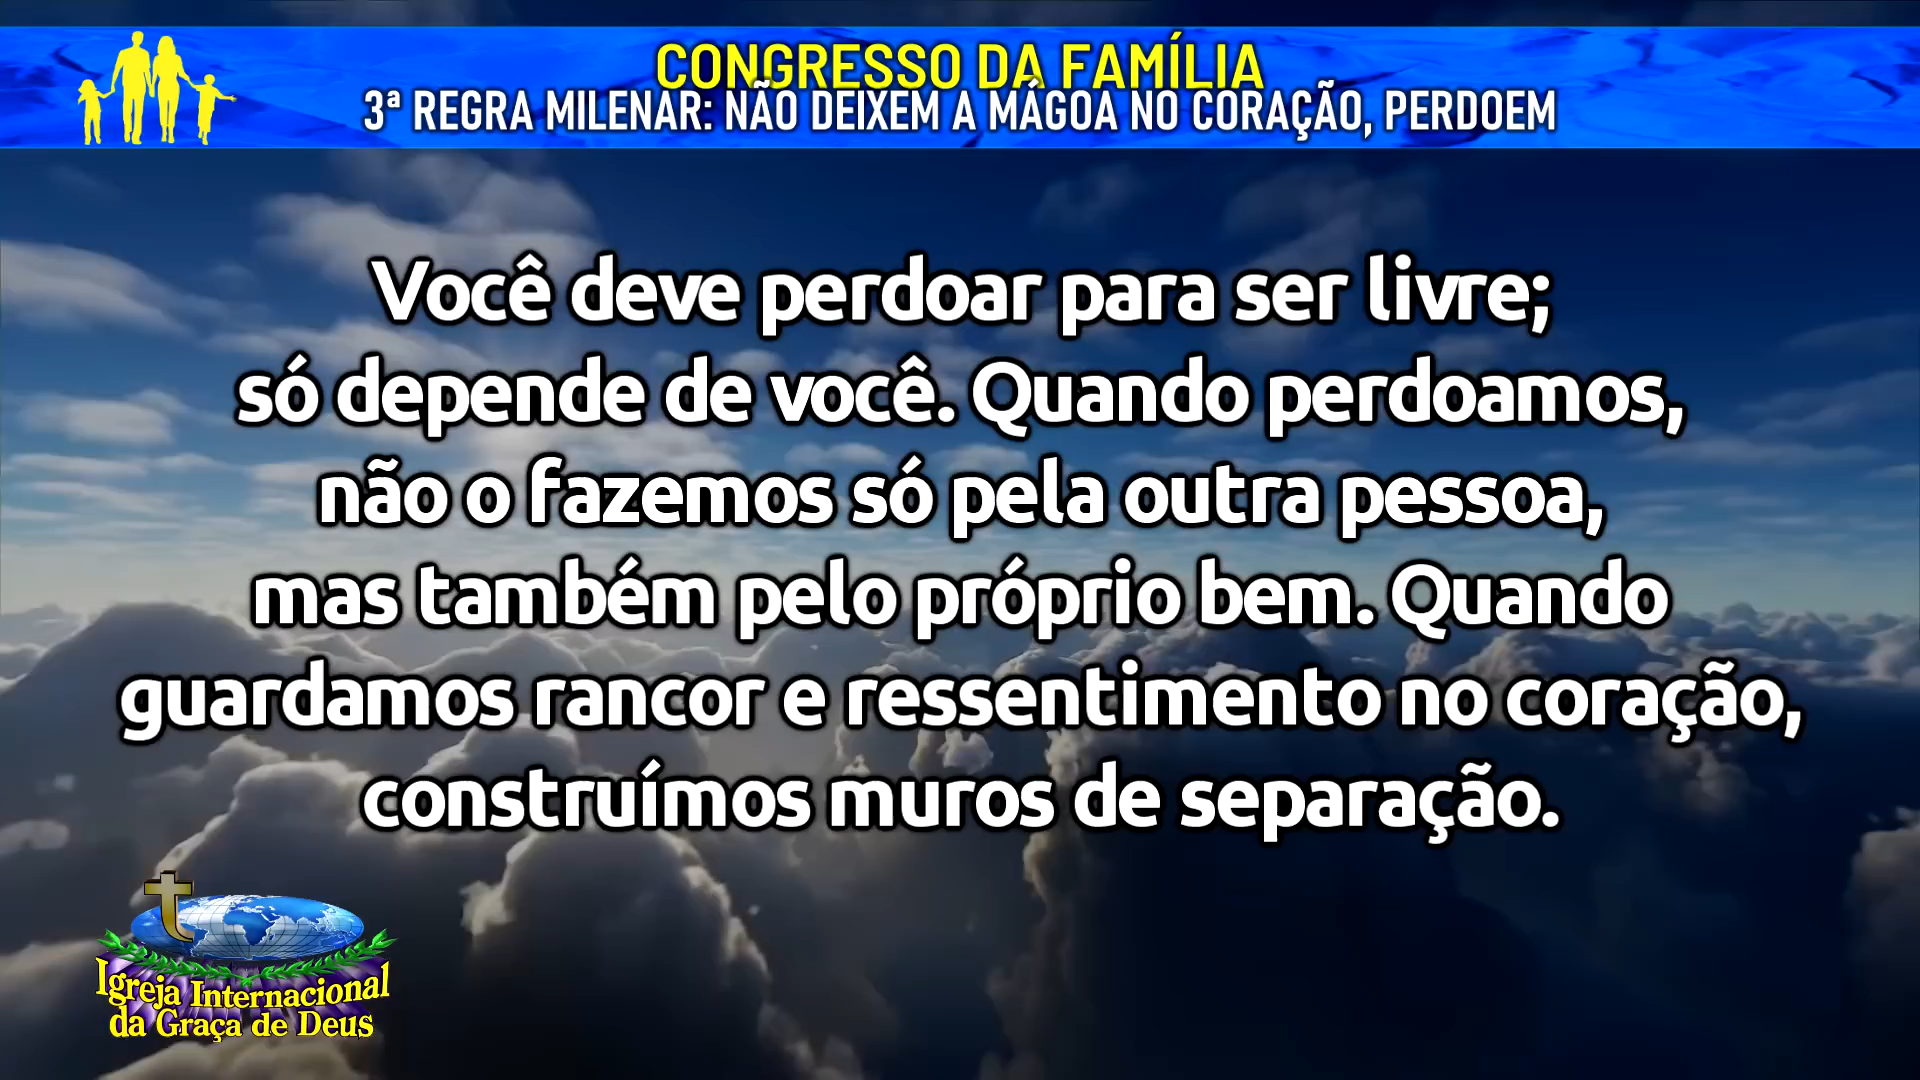 CONGRESSO DA FAMÍLIA
3ª REGRA MILENAR: NÃO DEIXEM A MÁGOA NO CORAÇÃO, PERDOEM
Você deve perdoar para ser livre;
só depende de você. Quando perdoamos,
não o fazemos só pela outra pessoa,
mas também pelo próprio bem. Quando
guardamos rancor e ressentimento no coração,
construímos muros de separação.
Igreja Internacional
da Graça de Deus